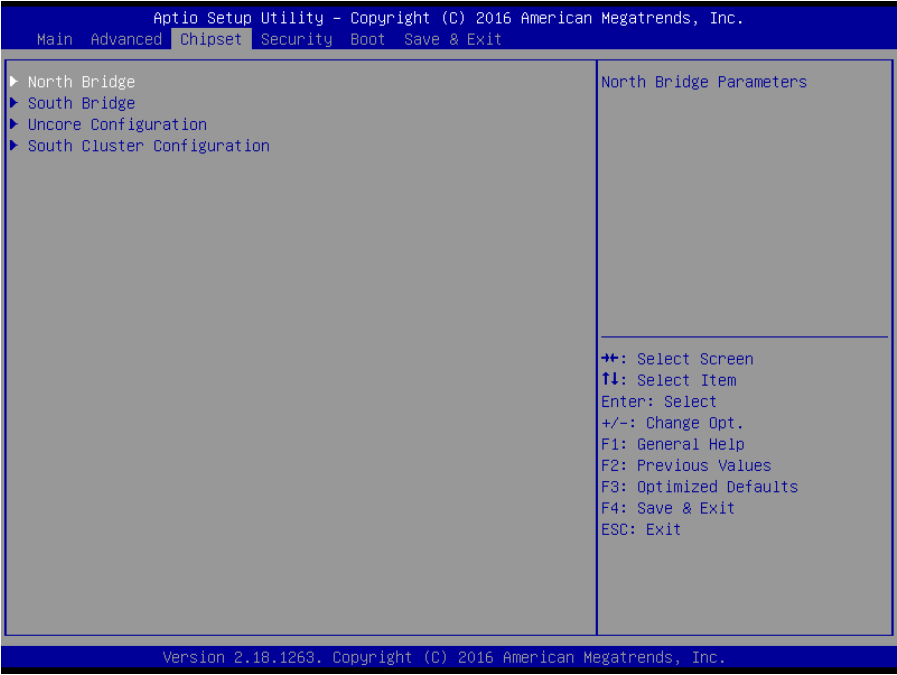 Aptio Setup Utility – Copyright (C) 2016 American Megatrends, Inc.
Main Advanced Chipset Security Boot Save & Exit
▶ North Bridge
▶ South Bridge
▶ Uncore Configuration
▶ South Cluster Configuration
North Bridge Parameters
→←: Select Screen
↑↓: Select Item
Enter: Select
+/-: Change Opt.
F1: General Help
F2: Previous Values
F3: Optimized Defaults
F4: Save & Exit
ESC: Exit
Version 2.18.1263. Copyright (C) 2016 American Megatrends, Inc.